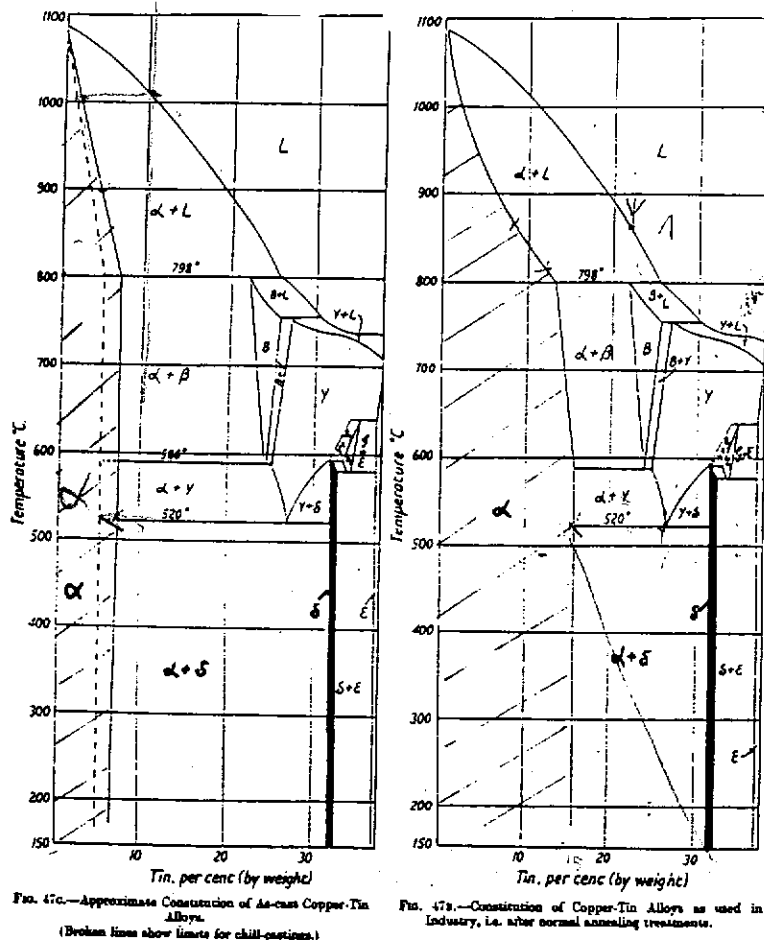 1100
1000
900
800
700
600
500
400
300
200
150
Temperature °C.
L
α + L
798°
B+L
Y+L
B
B+Y
α + β
Y
α + Y
520°
Y+δ
α
α
δ
ε
α + δ
δ+ε
10
20
30
Tin, per cent (by weight)
FIG. 47c.—Approximate Constitution of As-cast Copper-Tin
Alloys.
(Broken lines show limits for chill-castings.)
1100
1000
900
800
700
600
500
400
300
200
150
Temperature °C.
L
α + L
798°
B+L
Y+L
B
B+Y
α + β
Y
α + Y
520°
Y+δ
α
δ
α + δ
δ+ε
ε
10
20
30
Tin, per cent (by weight)
FIG. 47B.—Constitution of Copper-Tin Alloys as used in
Industry, i.e. after normal annealing treatments.